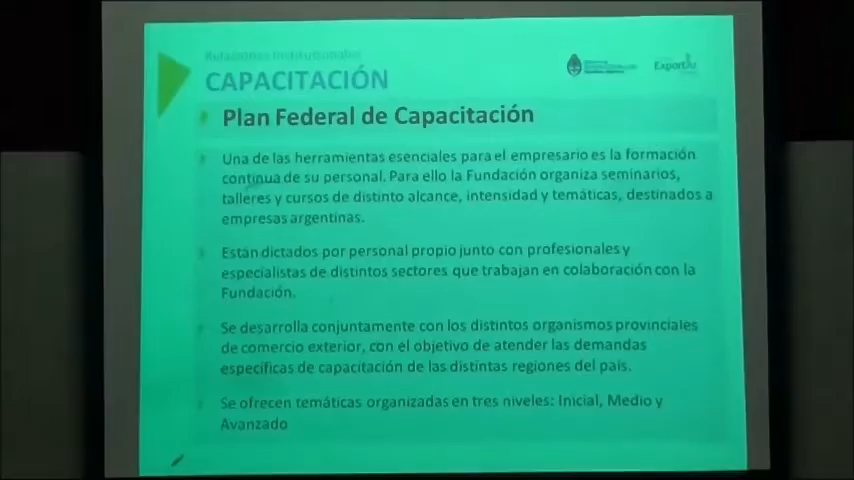 Relaciones Institucionales
CAPACITACIÓN
ExportAr
Plan Federal de Capacitación
Una de las herramientas esenciales para el empresario es la formación
continua de su personal. Para ello la Fundación organiza seminarios,
talleres y cursos de distinto alcance, intensidad y temáticas, destinados a
empresas argentinas.
Están dictados por personal propio junto con profesionales y
especialistas de distintos sectores que trabajan en colaboración con la
Fundación.
Se desarrolla conjuntamente con los distintos organismos provinciales
de comercio exterior, con el objetivo de atender las demandas
específicas de capacitación de las distintas regiones del país.
Se ofrecen temáticas organizadas en tres niveles: Inicial, Medio y
Avanzado